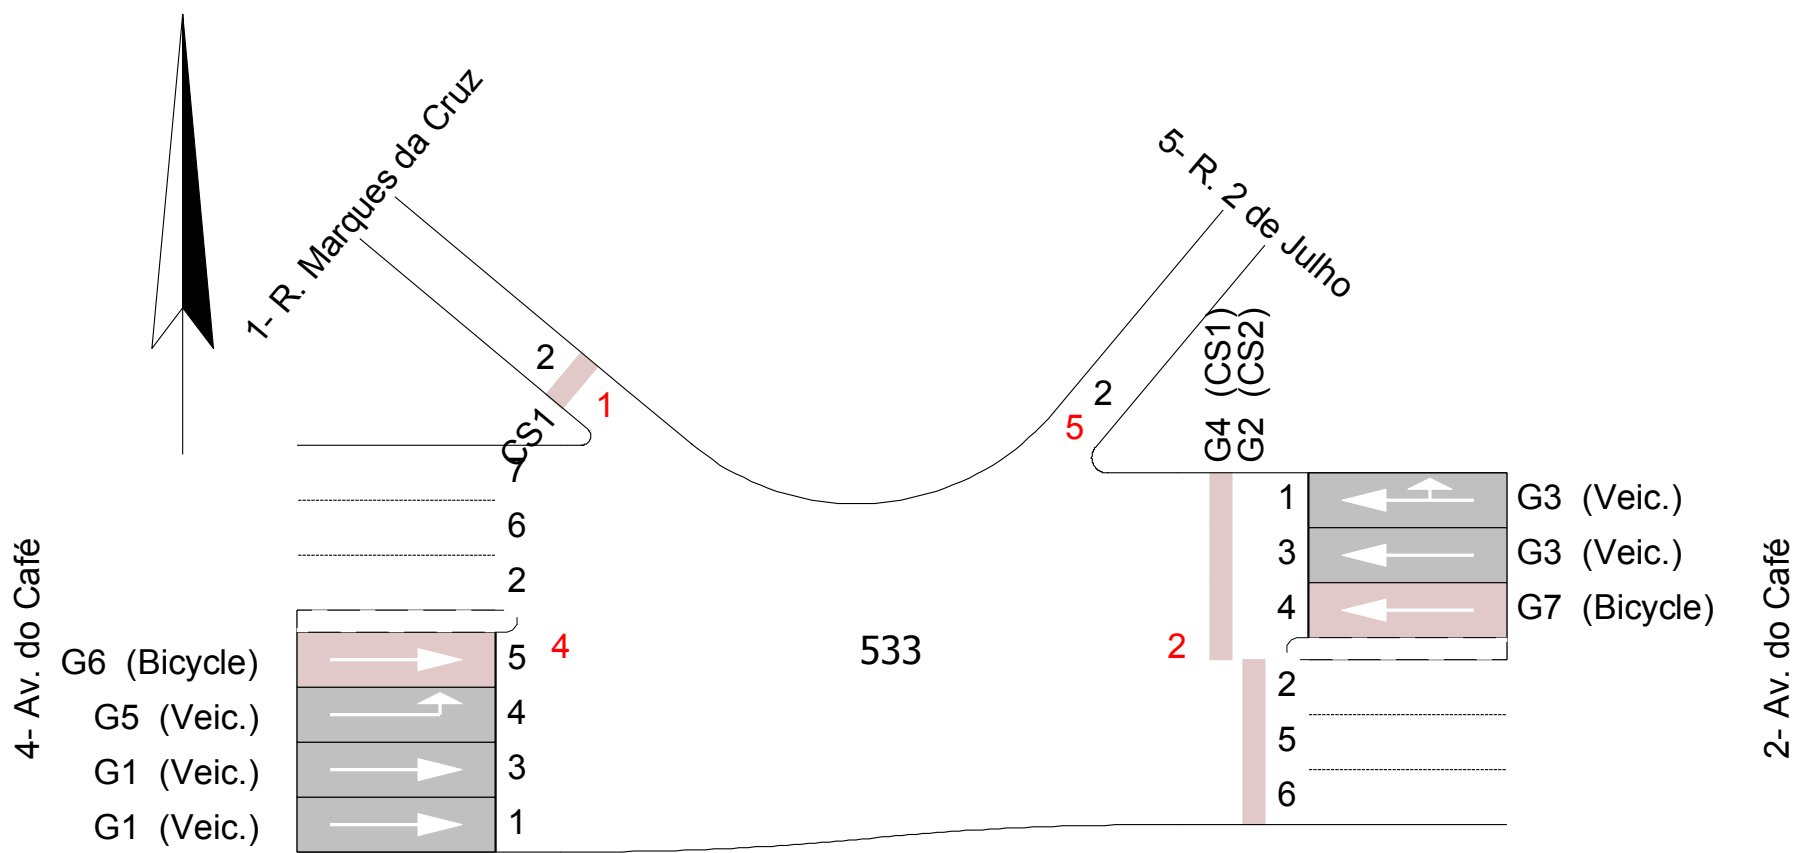 1- R. Marques da Cruz
5- R. 2 de Julho
2
1
CS1
2
5
G4 (CS1)
G2 (CS2)
7
6
2
1
3
4
G3 (Veic.)
G3 (Veic.)
G7 (Bicycle)
4- Av. do Café
2- Av. do Café
G6 (Bicycle)
5
4
533
2
2
G5 (Veic.)
4
5
G1 (Veic.)
3
6
G1 (Veic.)
1